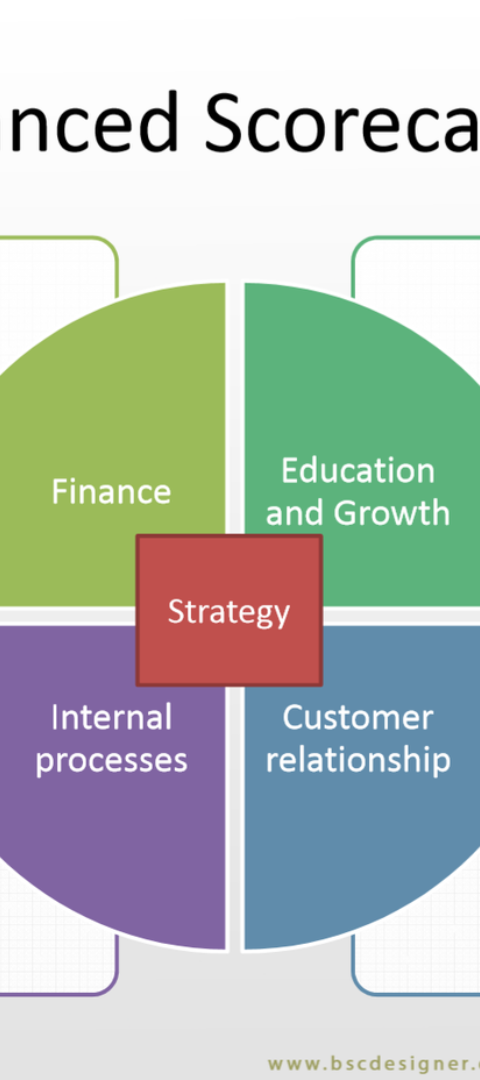 nced Scoreca
Finance
Education
and Growth
Strategy
Internal
processes
Customer
relationship
www.bscdesigner.